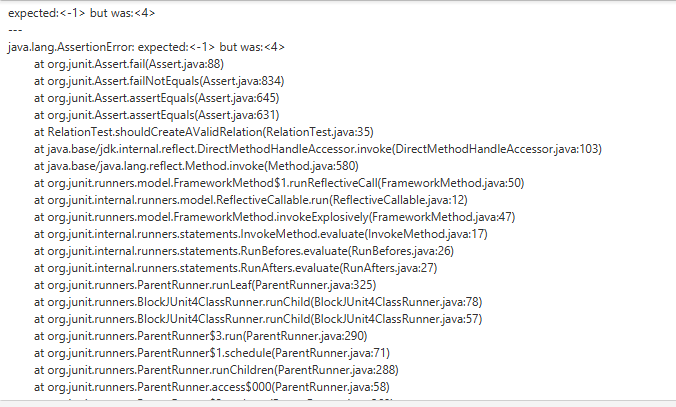 expected:<-1> but was:<4>
---
java.lang.AssertionError: expected:<-1> but was:<4>
at org.junit.Assert.fail(Assert.java:88)
at org.junit.Assert.failNotEquals(Assert.java:834)
at org.junit.Assert.assertEquals(Assert.java:645)
at org.junit.Assert.assertEquals(Assert.java:631)
at RelationTest.shouldCreateAValidRelation(RelationTest.java:35)
at java.base/jdk.internal.reflect.DirectMethodHandleAccessor.invoke(DirectMethodHandleAccessor.java:103)
at java.base/java.lang.reflect.Method.invoke(Method.java:580)
at org.junit.runners.model.FrameworkMethod$1.runReflectiveCall(FrameworkMethod.java:50)
at org.junit.internal.runners.model.ReflectiveCallable.run(ReflectiveCallable.java:12)
at org.junit.runners.model.FrameworkMethod.invokeExplosively(FrameworkMethod.java:47)
at org.junit.internal.runners.statements.InvokeMethod.evaluate(InvokeMethod.java:17)
at org.junit.internal.runners.statements.RunBefores.evaluate(RunBefores.java:26)
at org.junit.internal.runners.statements.RunAfters.evaluate(RunAfters.java:27)
at org.junit.runners.ParentRunner.runLeaf(ParentRunner.java:325)
at org.junit.runners.BlockJUnit4ClassRunner.runChild(BlockJUnit4ClassRunner.java:78)
at org.junit.runners.BlockJUnit4ClassRunner.runChild(BlockJUnit4ClassRunner.java:57)
at org.junit.runners.ParentRunner$3.run(ParentRunner.java:290)
at org.junit.runners.ParentRunner$1.schedule(ParentRunner.java:71)
at org.junit.runners.ParentRunner.runChildren(ParentRunner.java:288)
at org.junit.runners.ParentRunner.access$000(ParentRunner.java:58)